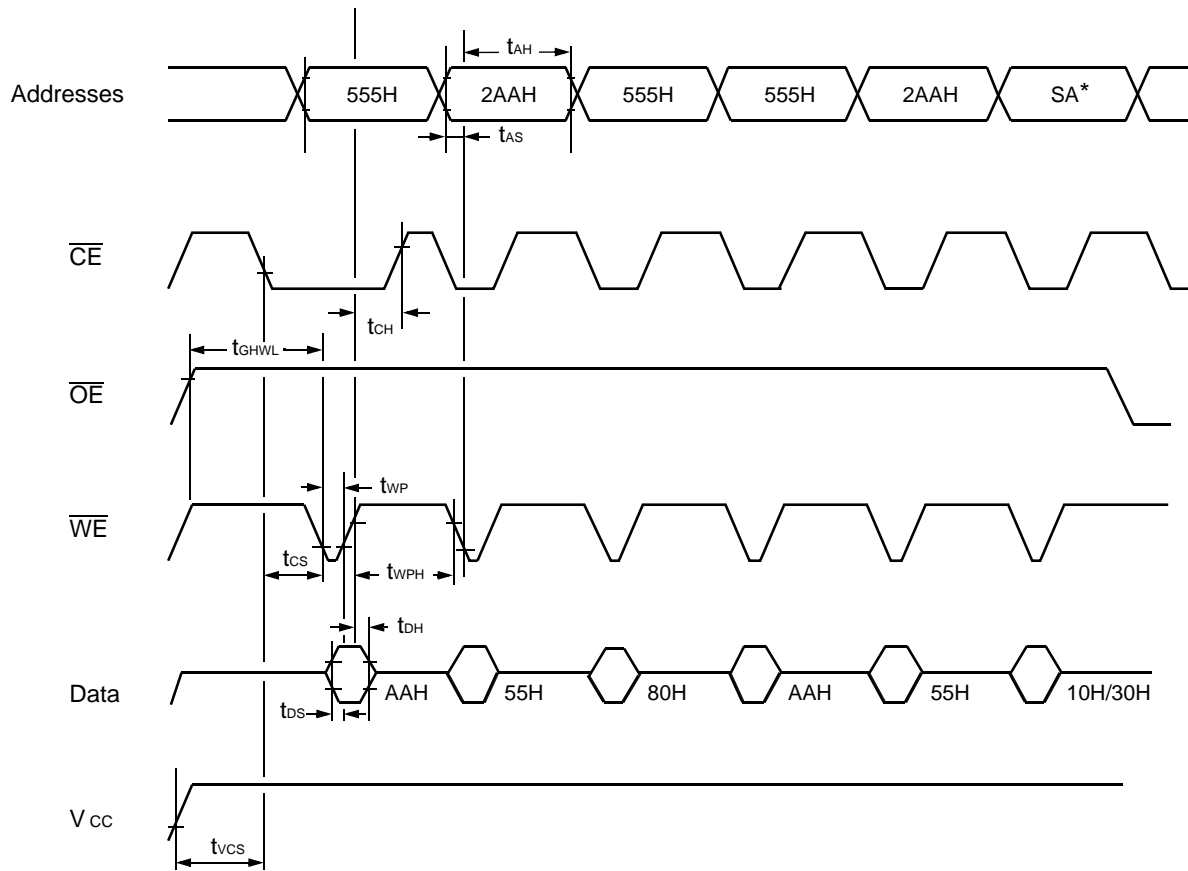 tAH
Addresses 555H 2AAH 555H 555H 2AAH SA*
tAS
CE
tCH
tGHWL
OE
tWP
WE
tCS
tWPH
tDH
Data AAH 55H 80H AAH 55H 10H/30H
tDS
VCC
tVCS